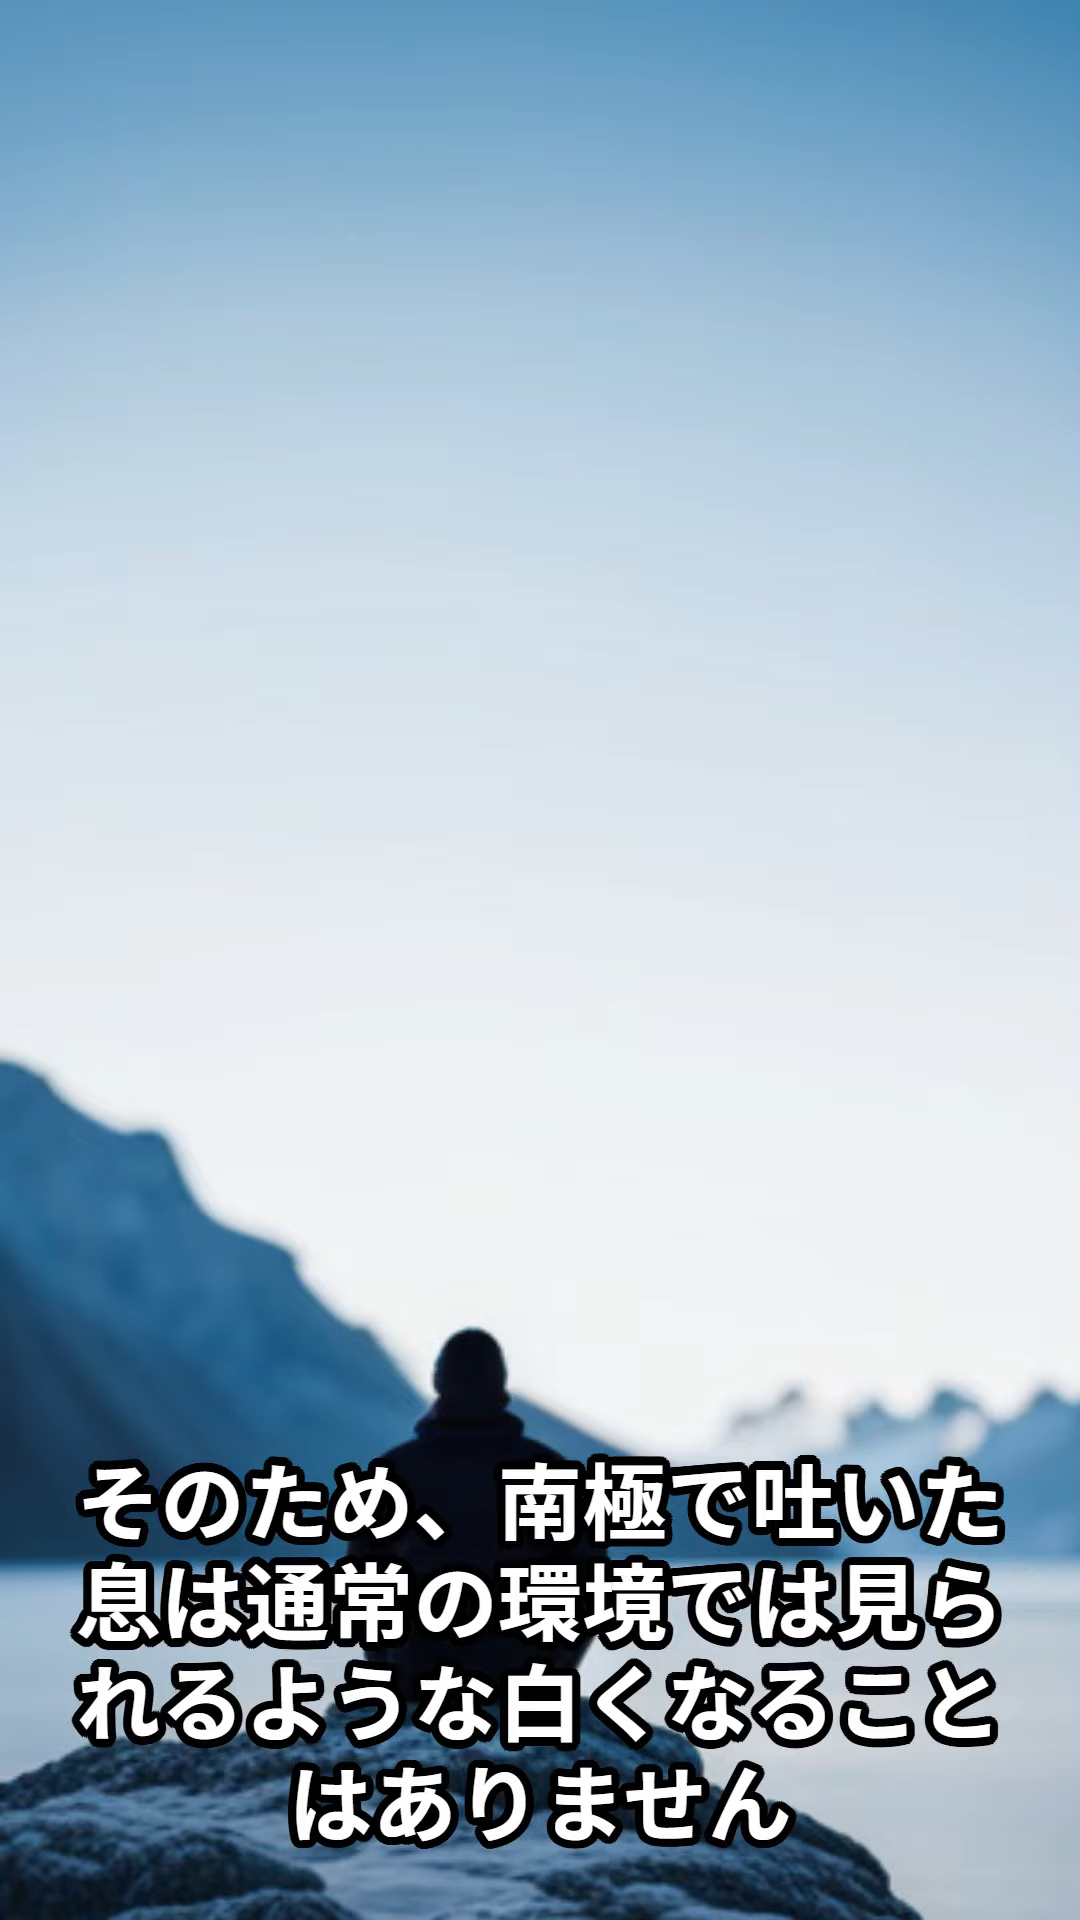 そのため、南極で吐いた
息は通常の環境では見ら
れるような白くなること
はありません